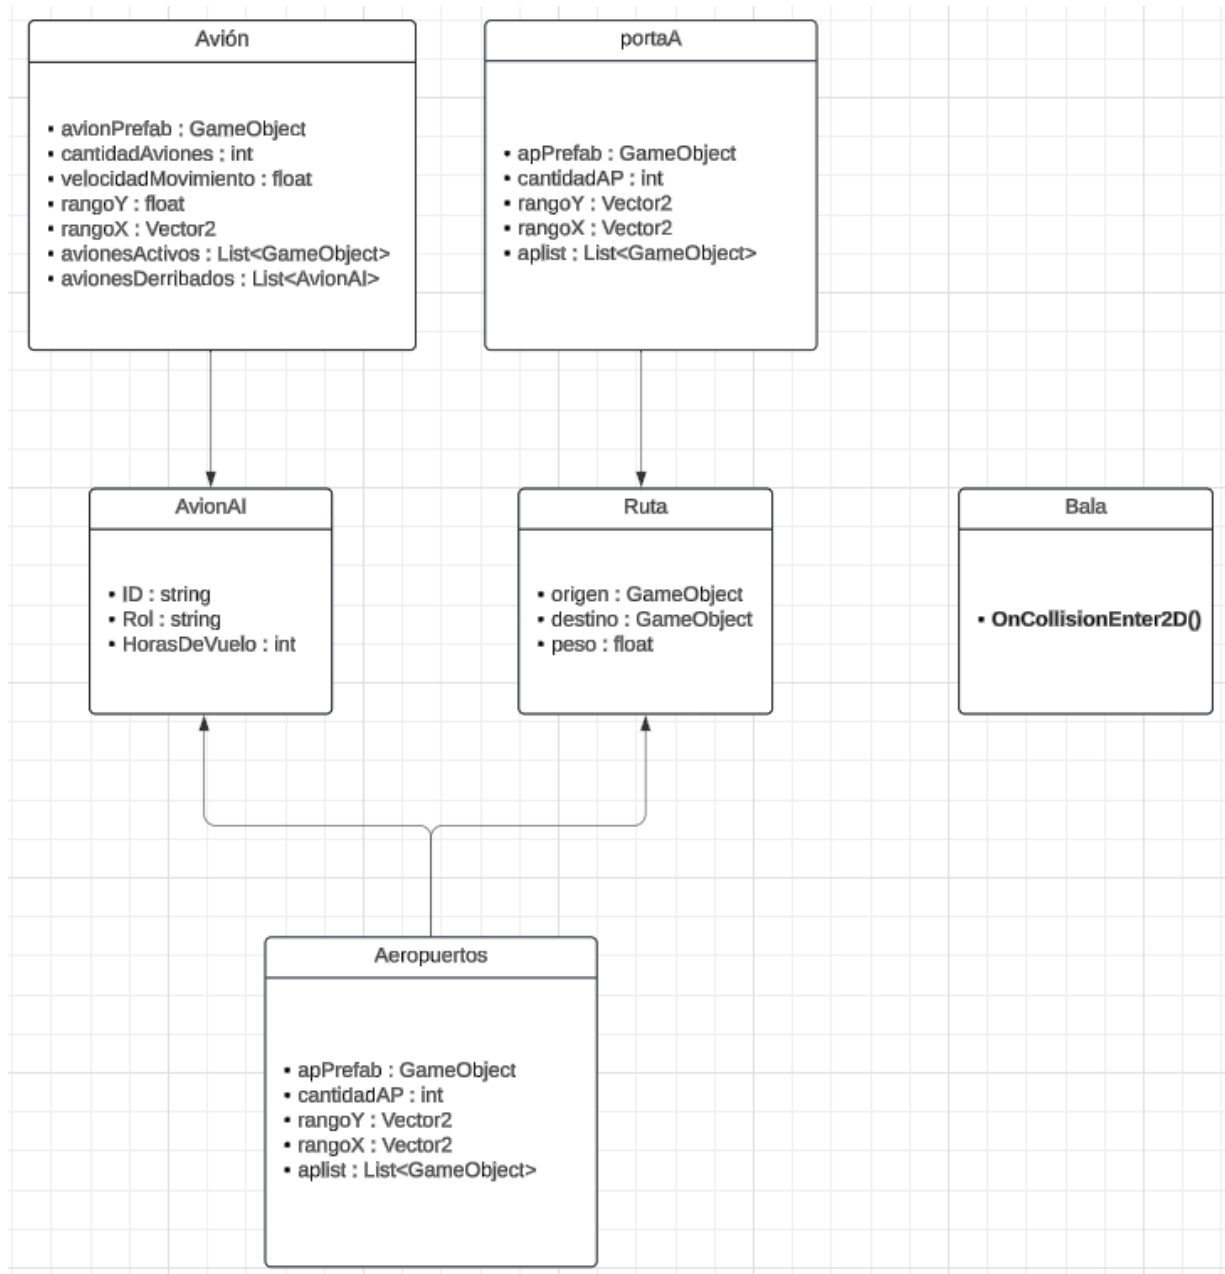 Avión
▪ avionPrefab : GameObject
▪ cantidadAviones : int
▪ velocidadMovimiento : float
▪ rangoY : float
▪ rangoX : Vector2
▪ avionesActivos : List<GameObject>
▪ avionesDerribados : List<AvionAI>
portaA
▪ apPrefab : GameObject
▪ cantidadAP : int
▪ rangoY : Vector2
▪ rangoX : Vector2
▪ aplist : List<GameObject>
AvionAI
▪ ID : string
▪ Rol : string
▪ HorasDeVuelo : int
Ruta
▪ origen : GameObject
▪ destino : GameObject
▪ peso : float
Bala
▪ OnCollisionEnter2D()
Aeropuertos
▪ apPrefab : GameObject
▪ cantidadAP : int
▪ rangoY : Vector2
▪ rangoX : Vector2
▪ aplist : List<GameObject>